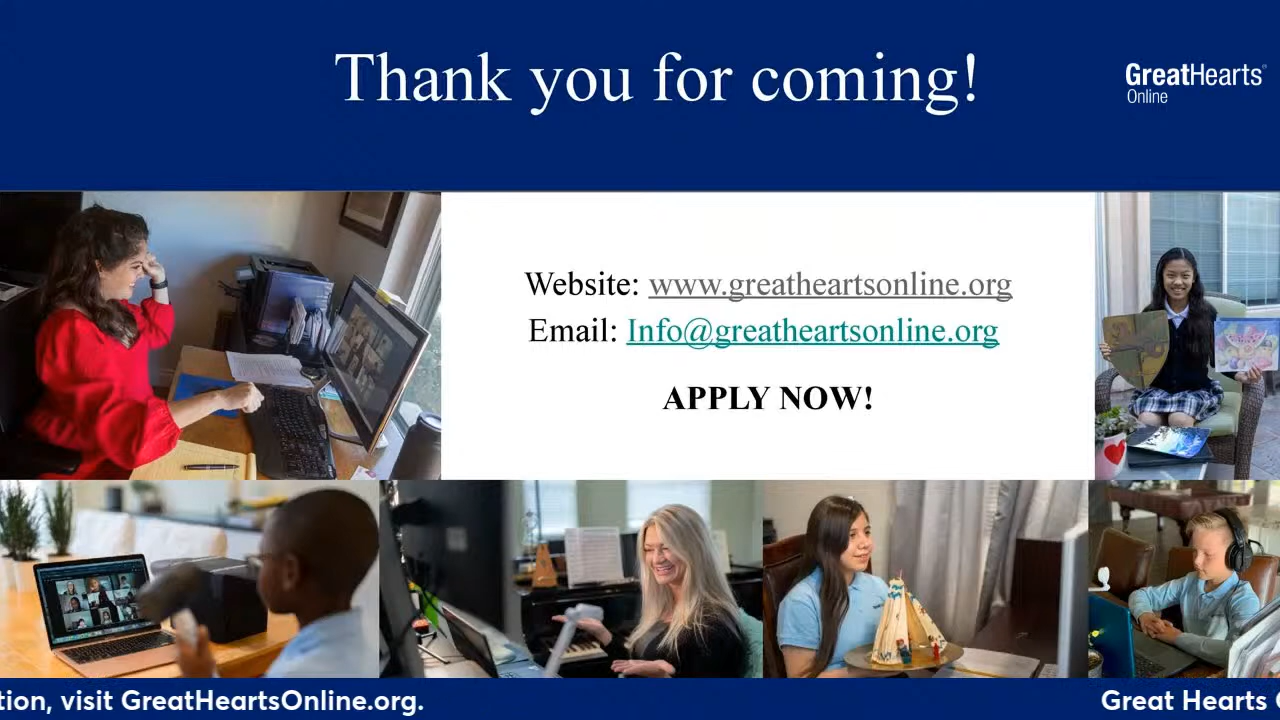 Thank you for coming!
GreatHearts®
Online
Website: www.greatheartsonline.org
Email: Info@greatheartsonline.org
APPLY NOW!
tion, visit GreatHeartsOnline.org.
Great Hearts